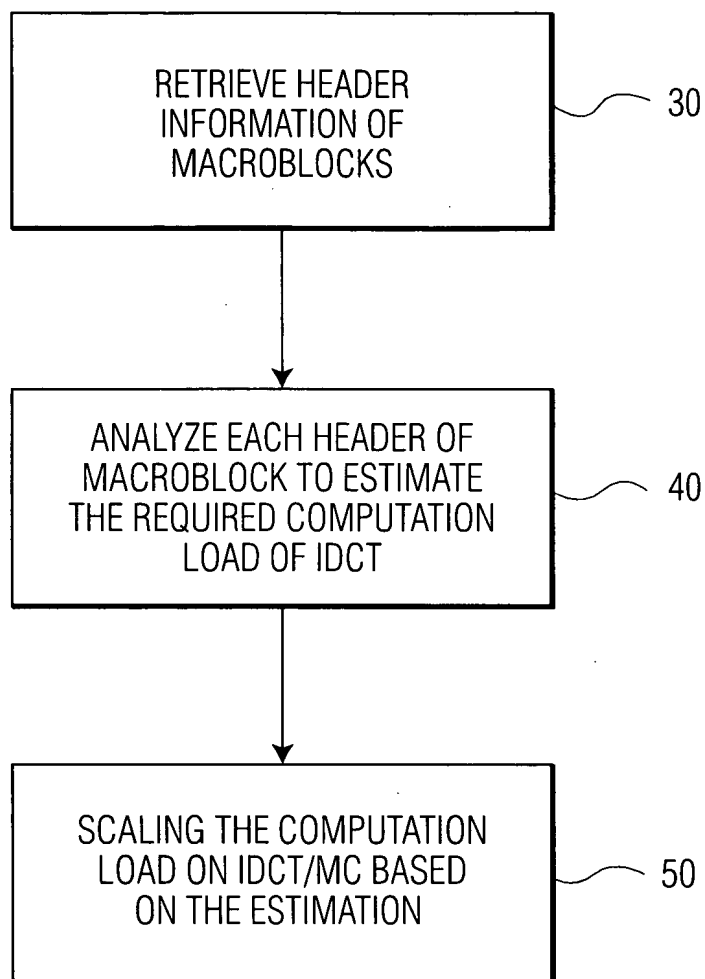 RETRIEVE HEADER
INFORMATION OF
MACROBLOCKS
30
ANALYZE EACH HEADER OF
MACROBLOCK TO ESTIMATE
THE REQUIRED COMPUTATION
LOAD OF IDCT
40
SCALING THE COMPUTATION
LOAD ON IDCT/MC BASED
ON THE ESTIMATION
50